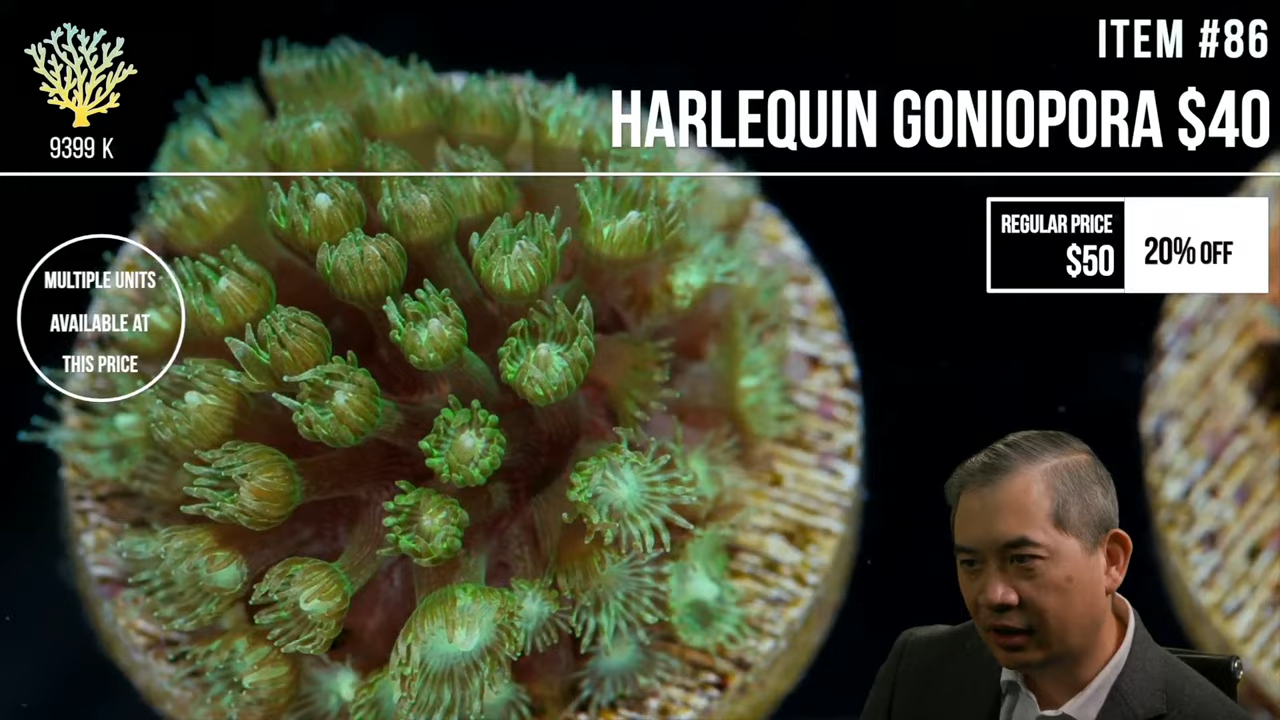 ITEM #86
HARLEQUIN GONIOPORA $40
9399 K
REGULAR PRICE
$50
20% OFF
MULTIPLE UNITS
AVAILABLE AT
THIS PRICE